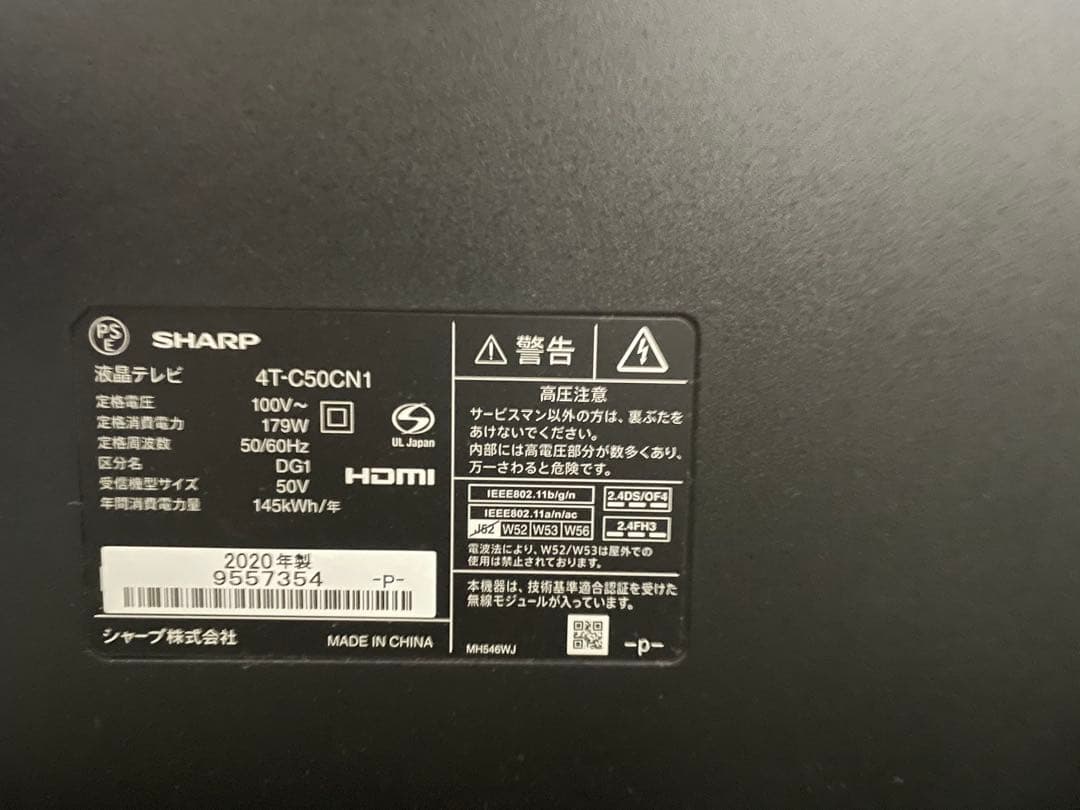 PS
E
SHARP
液晶テレビ 4T-C50CN1
定格電圧 100V～
定格消費電力 179W
定格周波数 50/60Hz
区分名 DG1
受信機型サイズ 50V
年間消費電力量 145kWh/年
S
UL Japan
HDMI
2020年製
9557354 -P-
シャープ株式会社 MADE IN CHINA
警告
高圧注意
サービスマン以外の方は、裏ぶたを
あけないでください。
内部には高電圧部分が数多くあり、
万一さわると危険です。
IEEE802.11b/g/n 2.4DS/OF4
IEEE802.11a/n/ac
J52 W52 W53 W56 2.4FH3
電波法により、W52/W53は屋外での
使用は禁止されております。
本機器は、技術基準適合認証を受けた
無線モジュールが入っています。
MH546WJ -p-